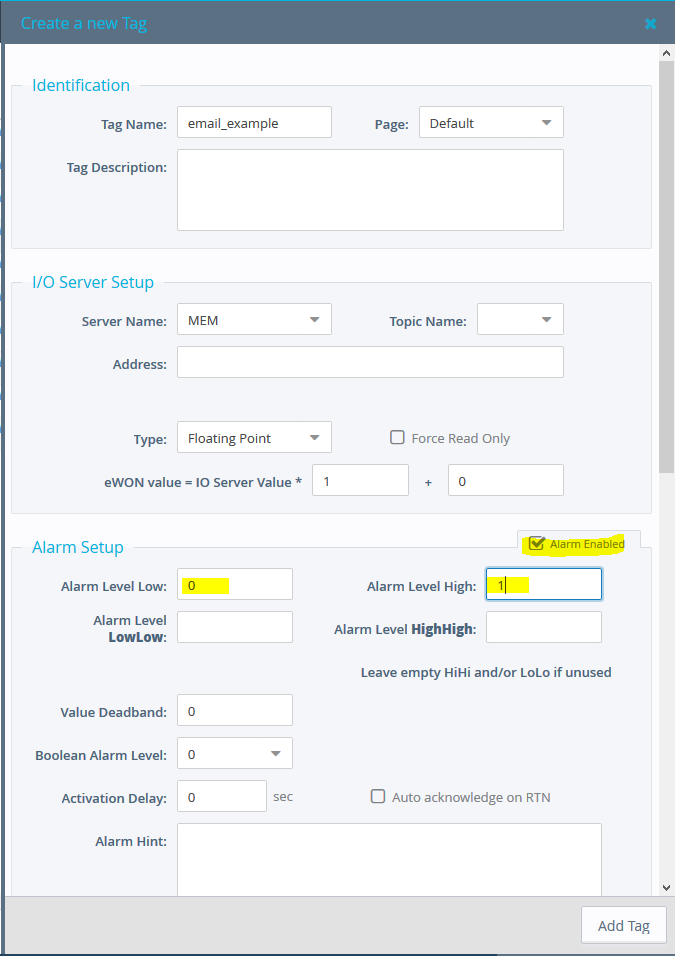 Create a new Tag
Identification
Tag Name: email_example Page: Default
Tag Description:
I/O Server Setup
Server Name: MEM Topic Name:
Address:
Type: Floating Point Force Read Only
eWON value = IO Server Value * 1 + 0
Alarm Setup Alarm Enabled
Alarm Level Low: 0 Alarm Level High: 1
Alarm Level
LowLow: Alarm Level HighHigh:
Leave empty HiHi and/or LoLo if unused
Value Deadband: 0
Boolean Alarm Level: 0
Activation Delay: 0 sec Auto acknowledge on RTN
Alarm Hint:
Add Tag